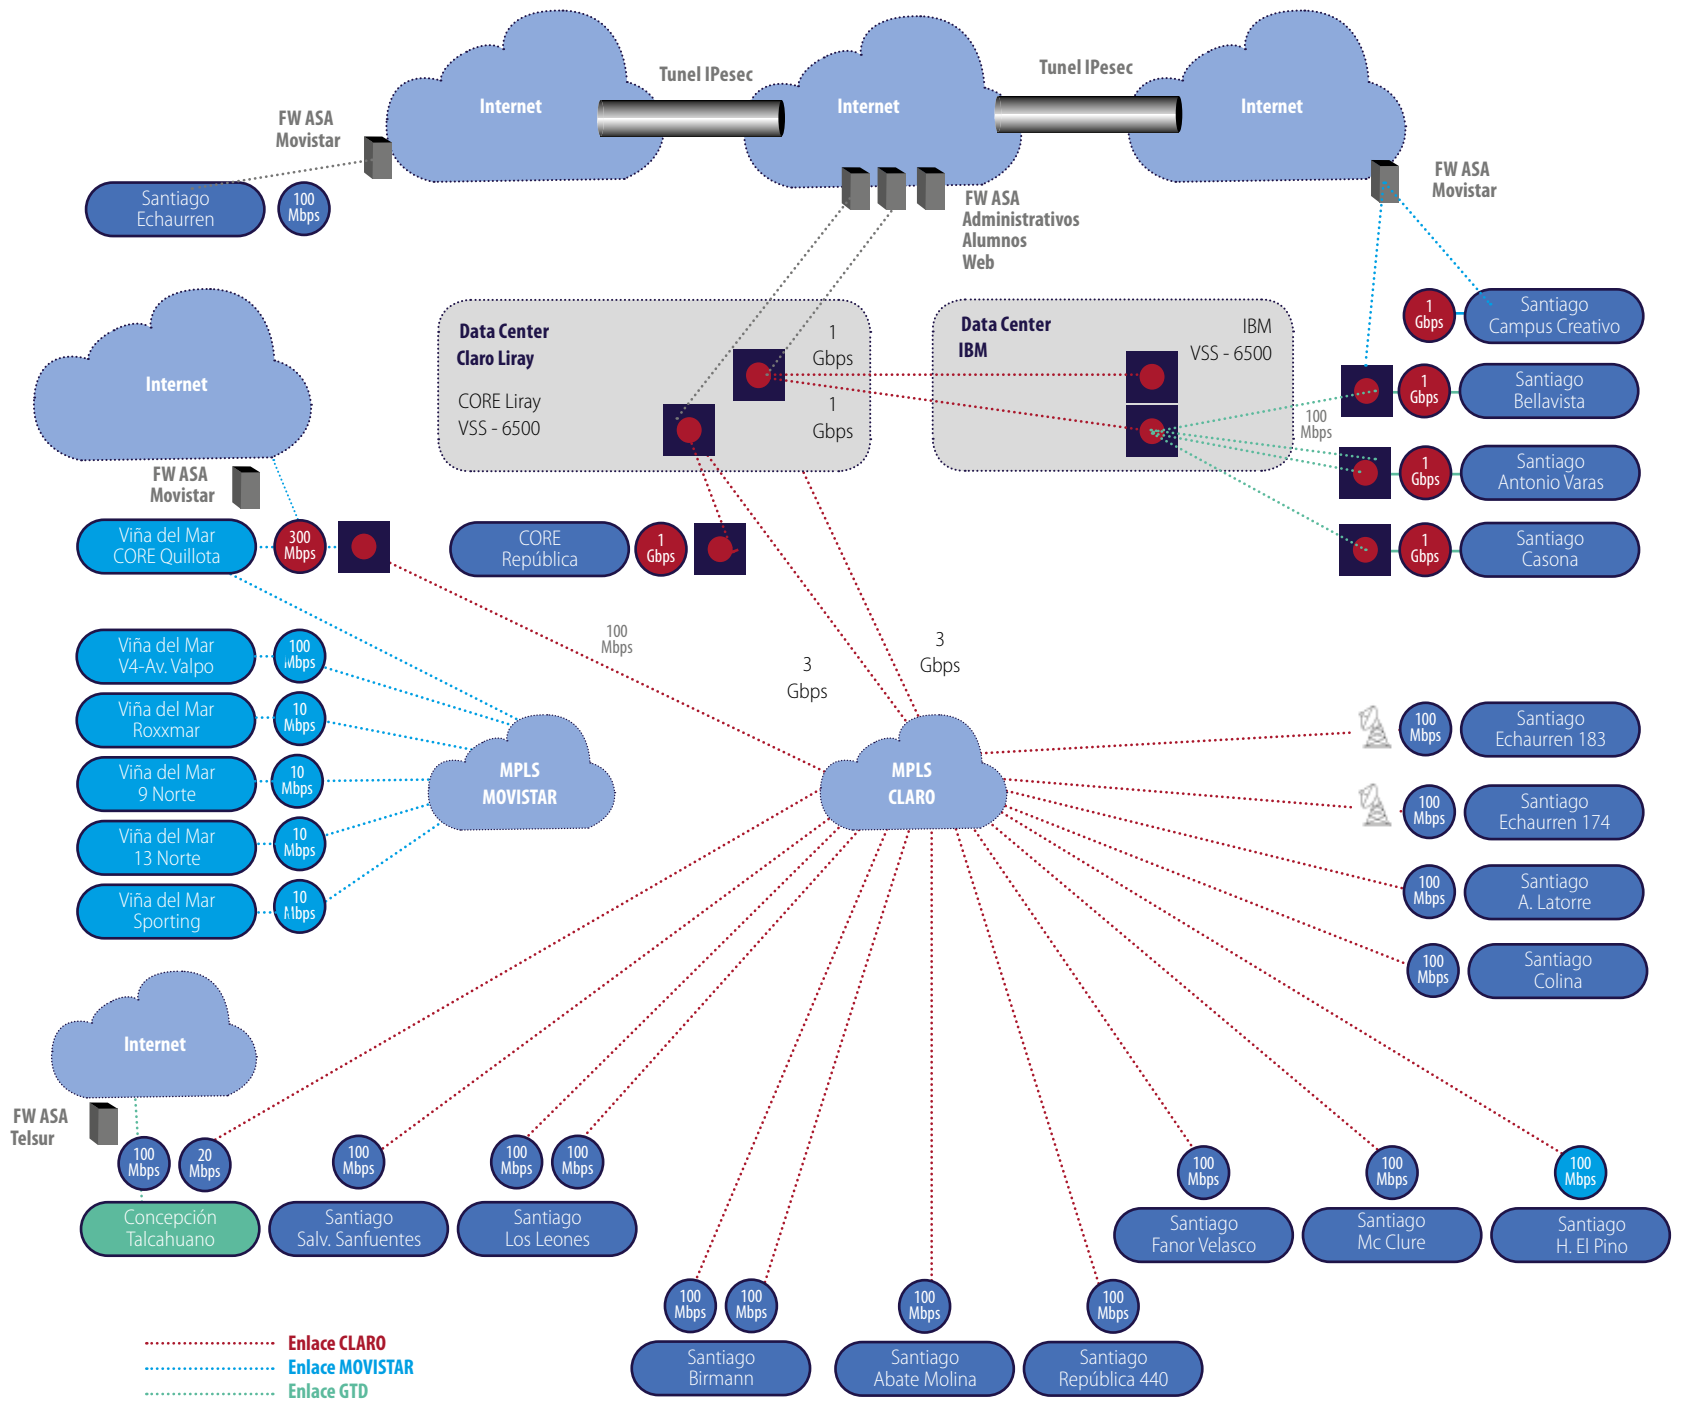 Tunel IPesec
Tunel IPesec
Internet
Internet
Internet
FW ASA
Movistar
Santiago
Echaurren
100
Mbps
FW ASA
Administrativos
Alumnos
Web
FW ASA
Movistar
Internet
FW ASA
Movistar
Data Center
Claro Liray
CORE Liray
VSS - 6500
1
Gbps
1
Gbps
Data Center
IBM
IBM
VSS - 6500
1
Gbps
Santiago
Campus Creativo
1
Gbps
Santiago
Bellavista
100
Mbps
1
Gbps
Santiago
Antonio Varas
1
Gbps
Santiago
Casona
Viña del Mar
CORE Quillota
300
Mbps
CORE
República
1
Gbps
100
Mbps
3
Gbps
3
Gbps
Viña del Mar
V4-Av. Valpo
100
Mbps
Viña del Mar
Roxxmar
10
Mbps
Viña del Mar
9 Norte
10
Mbps
Viña del Mar
13 Norte
10
Mbps
Viña del Mar
Sporting
10
Mbps
MPLS
MOVISTAR
MPLS
CLARO
100
Mbps
Santiago
Echaurren 183
100
Mbps
Santiago
Echaurren 174
100
Mbps
Santiago
A. Latorre
100
Mbps
Santiago
Colina
Internet
FW ASA
Telsur
100
Mbps
20
Mbps
Concepción
Talcahuano
100
Mbps
Santiago
Salv. Sanfuentes
100
Mbps
100
Mbps
Santiago
Los Leones
100
Mbps
100
Mbps
Santiago
Birmann
100
Mbps
Santiago
Abate Molina
100
Mbps
Santiago
República 440
100
Mbps
Santiago
Fanor Velasco
100
Mbps
Santiago
Mc Clure
100
Mbps
Santiago
H. El Pino
Enlace CLARO
Enlace MOVISTAR
Enlace GTD